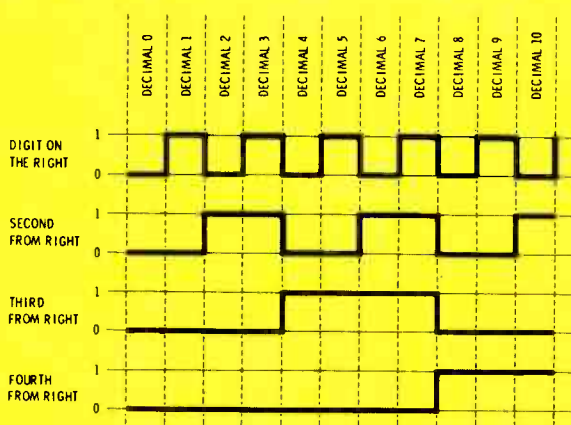 DECIMAL 0
DECIMAL 1
DECIMAL 2
DECIMAL 3
DECIMAL 4
DECIMAL 5
DECIMAL 6
DECIMAL 7
DECIMAL 8
DECIMAL 9
DECIMAL 10
DIGIT ON
THE RIGHT
1
0
SECOND
FROM RIGHT
1
0
THIRD
FROM RIGHT
1
0
FOURTH
FROM RIGHT
1
0